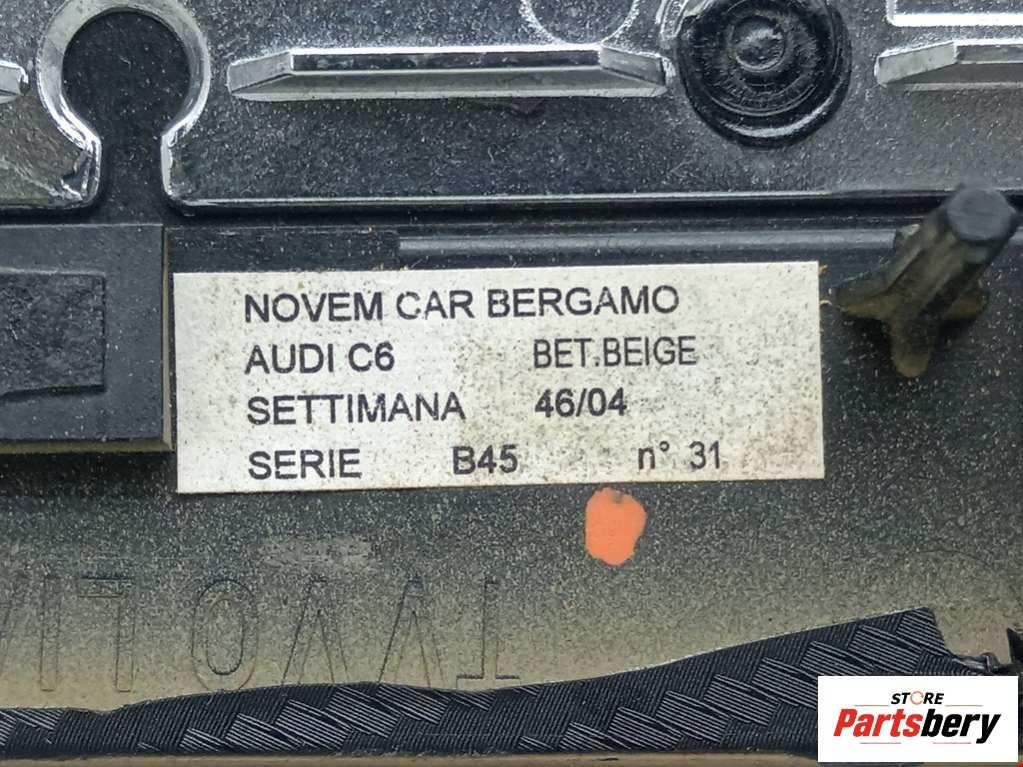 NOVEM CAR BERGAMO
AUDI C6 BET.BEIGE
SETTIMANA 46/04
SERIE B45 n° 31
STORE
Partsbery